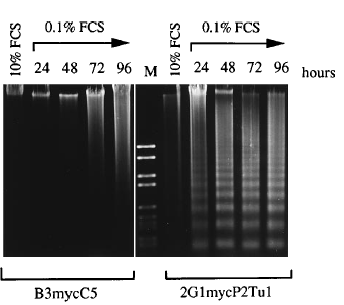 0.1% FCS 0.1% FCS
10% FCS 24 48 72 96 M 10% FCS 24 48 72 96 hours
B3mycC5 2G1mycP2Tu1